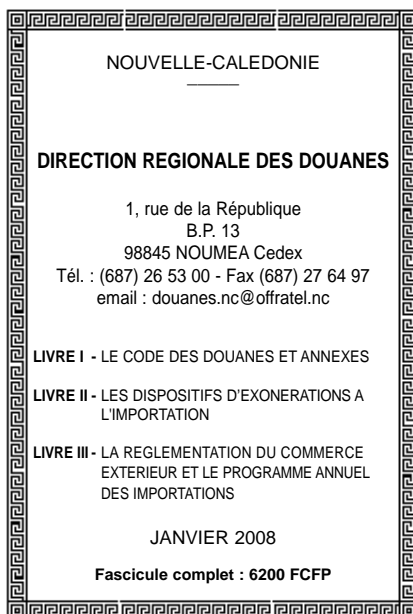 NOUVELLE-CALEDONIE
DIRECTION REGIONALE DES DOUANES
1, rue de la République
B.P. 13
98845 NOUMEA Cedex
Tél. : (687) 26 53 00 - Fax (687) 27 64 97
email : douanes.nc@offratel.nc
LIVRE I - LE CODE DES DOUANES ET ANNEXES
LIVRE II - LES DISPOSITIFS D'EXONERATIONS A
L'IMPORTATION
LIVRE III - LA REGLEMENTATION DU COMMERCE
EXTERIEUR ET LE PROGRAMME ANNUEL
DES IMPORTATIONS
JANVIER 2008
Fascicule complet : 6200 FCFP